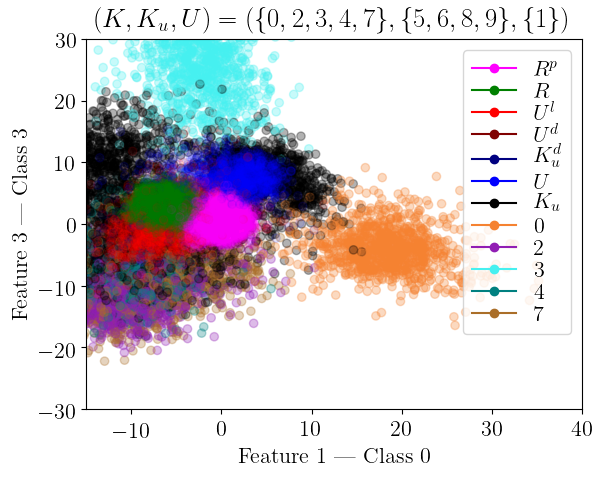 (K, K_u, U) = ({0, 2, 3, 4, 7}, {5, 6, 8, 9}, {1})
30
20
10
0
−10
−20
−30
Feature 3 — Class 3
R^p
R
U^l
U^d
K_u^d
U
K_u
0
2
3
4
7
−10
0
10
20
30
40
Feature 1 — Class 0